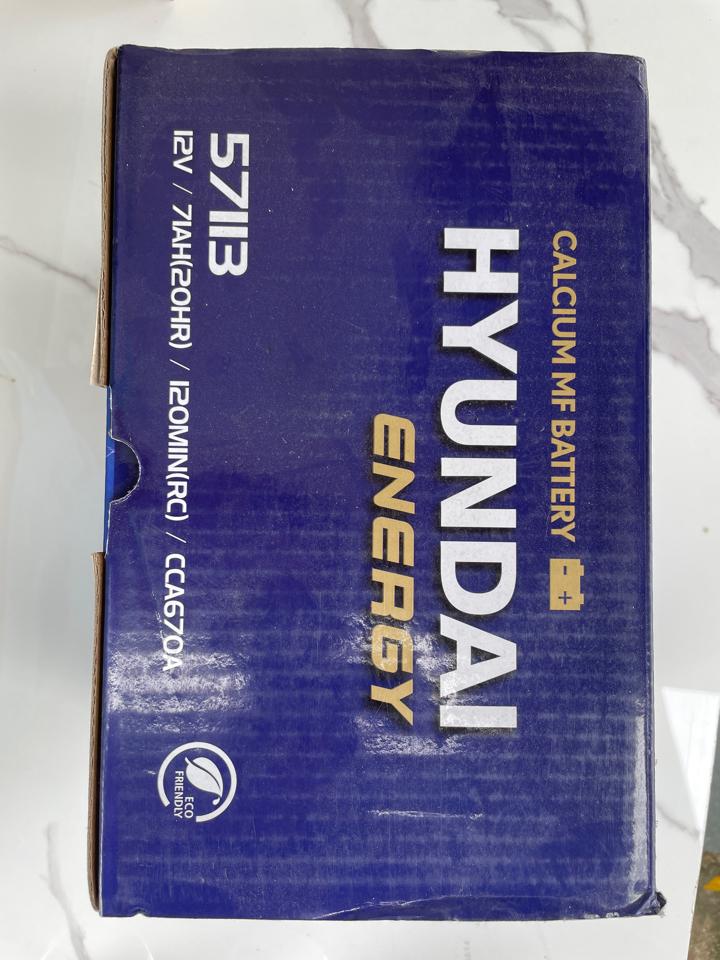 CALCIUM MF BATTERY
HYUNDAI
ENERGY
57113
12V / 71AH(20HR) / 120MIN(RC) / CCA670A
ECO
FRIENDLY